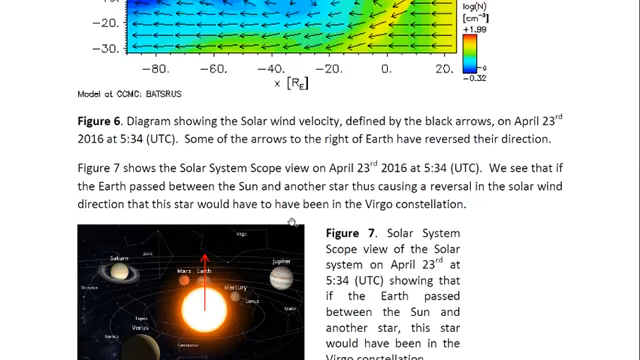 -20.
-30.
log(N)
[cm⁻³]
+1.99
-0.32
-80. -60. -40. -20. 0. 20.
x [R_E]
Model at CCMC: BATSRUS
Figure 6. Diagram showing the Solar wind velocity, defined by the black arrows, on April 23rd
2016 at 5:34 (UTC). Some of the arrows to the right of Earth have reversed their direction.
Figure 7 shows the Solar System Scope view on April 23rd 2016 at 5:34 (UTC). We see that if
the Earth passed between the Sun and another star thus causing a reversal in the solar wind
direction that this star would have to have been in the Virgo constellation.
Virgo
Saturn
Jupiter
Mars Earth
Mercury
Corvus
Crater
Lupus
Venus
Centaurus
Figure 7. Solar System
Scope view of the Solar
system on April 23rd at
5:34 (UTC) showing that
if the Earth passed
between the Sun and
another star, this star
would have been in the
Virgo constellation